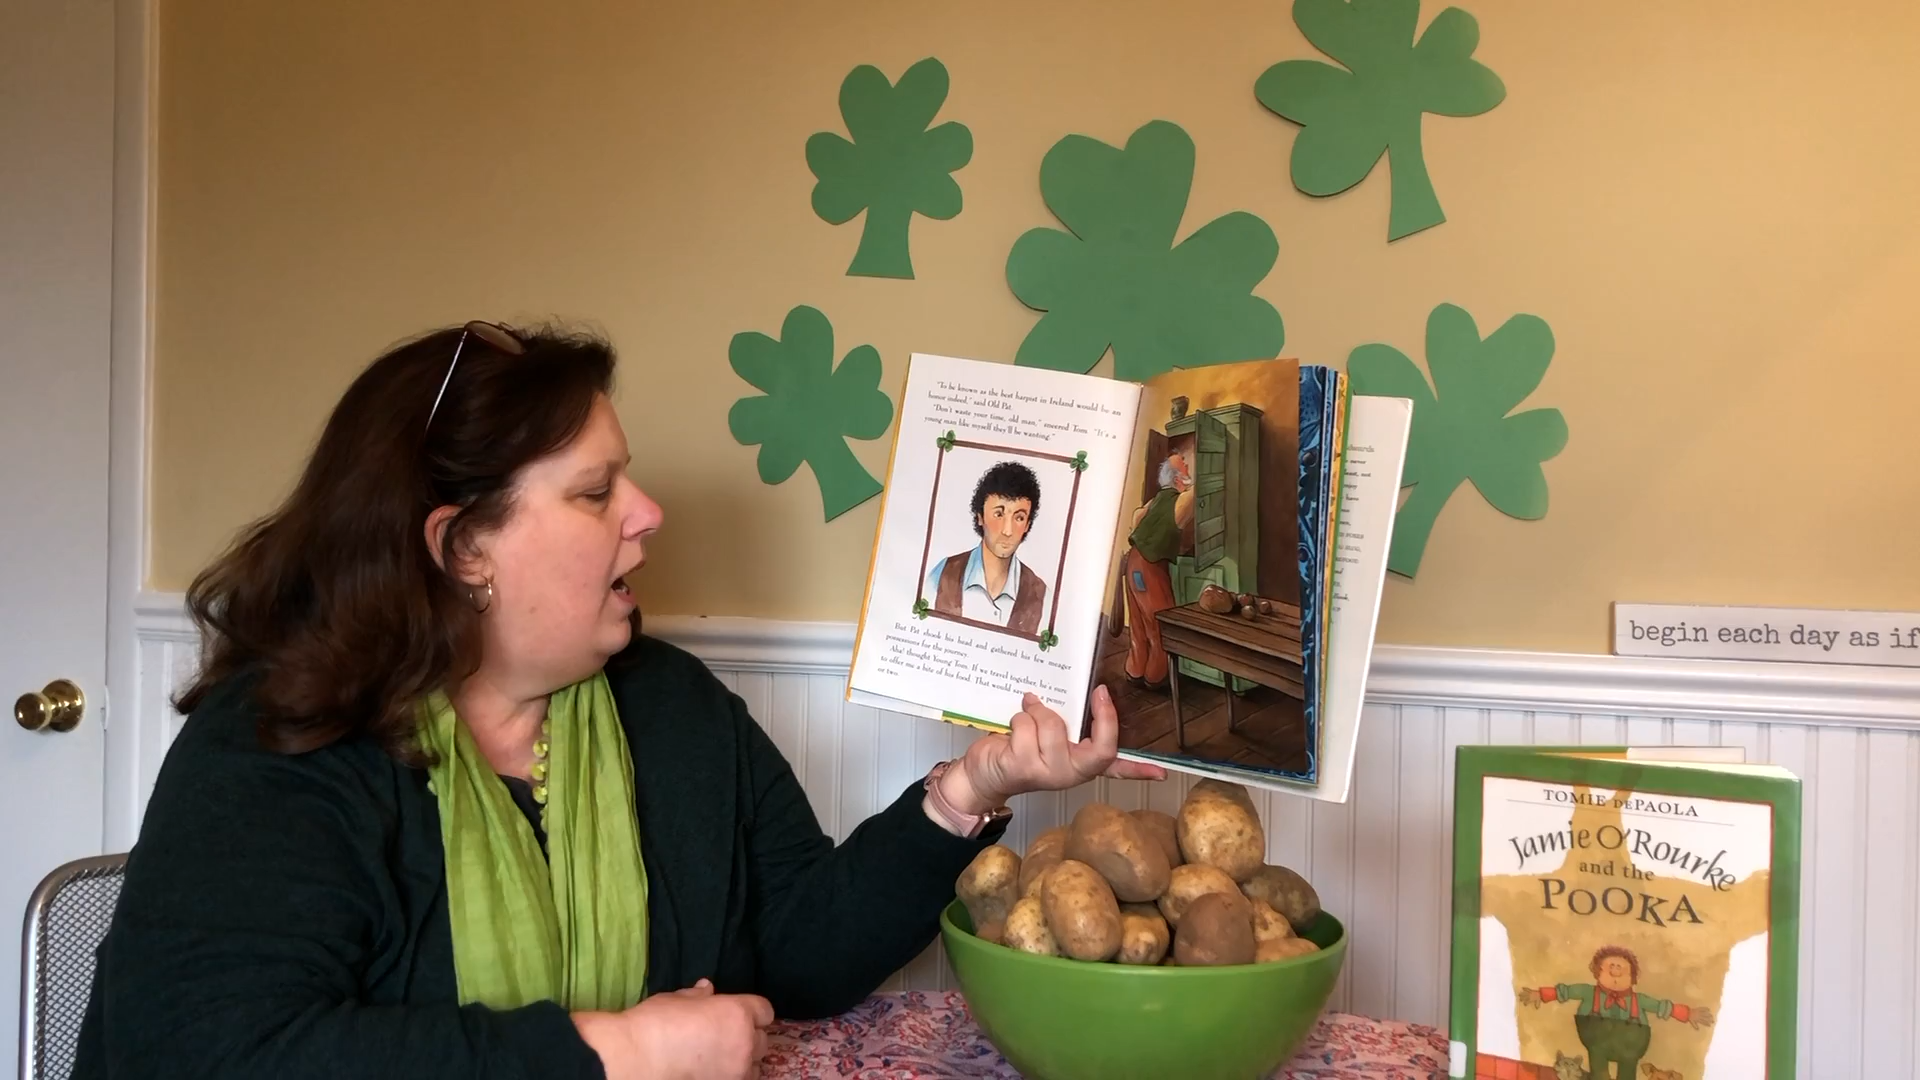 "To be known as the best harpist in Ireland would be an
honor indeed," said Old Pat.
"Don't waste your time, old man," sneered Tom. "It's a
young man like myself they'll be wanting."
But Pat shook his head and gathered his few meager
possessions for the journey.
Aha! thought Young Tom. If we travel together, he's sure
to offer me a bite of his food. That would a penny
or two.
begin each day as if
TOMIE DEPAOLA
Jamie O'Rourke
and the
POOKA